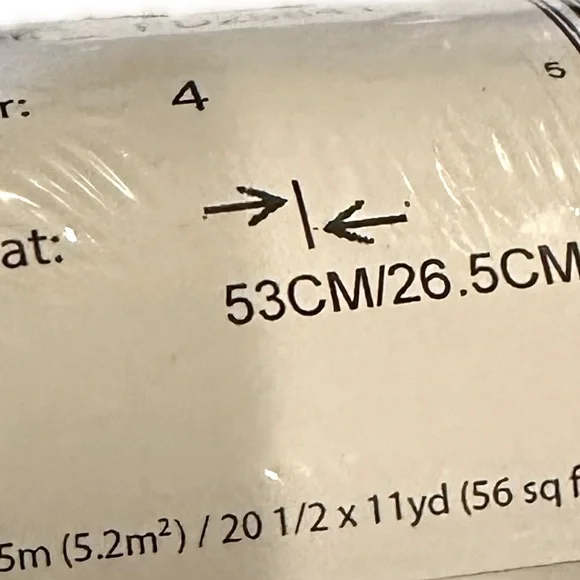 r: 4 5
at:
53CM/26.5CM
5m (5.2m²) / 20 1/2 x 11yd (56 sq f